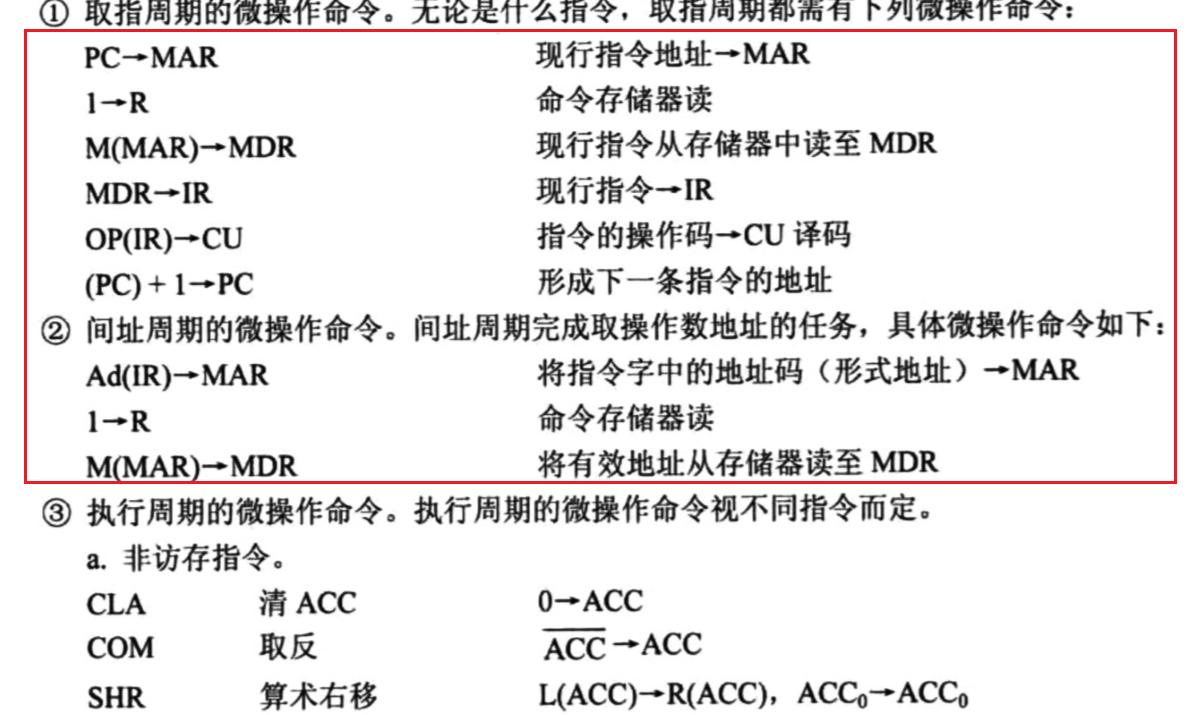 ① 取指周期的微操作命令。无论是什么指令，取指周期都需有下列微操作命令：
PC→MAR 现行指令地址→MAR
1→R 命令存储器读
M(MAR)→MDR 现行指令从存储器中读至 MDR
MDR→IR 现行指令→IR
OP(IR)→CU 指令的操作码→CU 译码
(PC) + 1→PC 形成下一条指令的地址
② 间址周期的微操作命令。间址周期完成取操作数地址的任务，具体微操作命令如下：
Ad(IR)→MAR 将指令字中的地址码（形式地址）→MAR
1→R 命令存储器读
M(MAR)→MDR 将有效地址从存储器读至 MDR
③ 执行周期的微操作命令。执行周期的微操作命令视不同指令而定。
a. 非访存指令。
CLA 清 ACC 0→ACC
COM 取反 A̅C̅C̅→ACC
SHR 算术右移 L(ACC)→R(ACC)，ACC₀→ACC₀